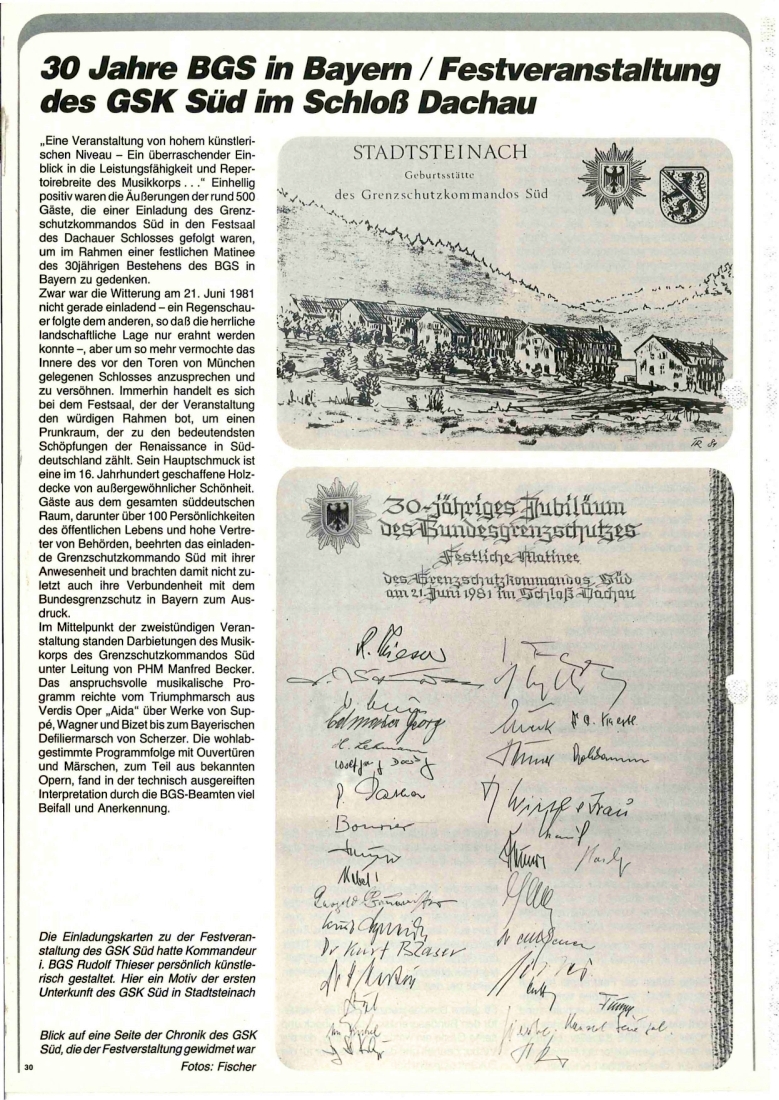 30 Jahre BGS in Bayern / Festveranstaltung
des GSK Süd im Schloß Dachau
„Eine Veranstaltung von hohem künstleri-
schen Niveau – Ein überraschender Ein-
blick in die Leistungsfähigkeit und Reper-
toirebreite des Musikkorps . . .“ Einhellig
positiv waren die Äußerungen der rund 500
Gäste, die einer Einladung des Grenz-
schutzkommandos Süd in den Festsaal
des Dachauer Schlosses gefolgt waren,
um im Rahmen einer festlichen Matinee
des 30jährigen Bestehens des BGS in
Bayern zu gedenken.
Zwar war die Witterung am 21. Juni 1981
nicht gerade einladend – ein Regenschau-
er folgte dem anderen, so daß die herrliche
landschaftliche Lage nur erahnt werden
konnte –, aber um so mehr vermochte das
Innere des vor den Toren von München
gelegenen Schlosses anzusprechen und
zu versöhnen. Immerhin handelt es sich
bei dem Festsaal, der der Veranstaltung
den würdigen Rahmen bot, um einen
Prunkraum, der zu den bedeutendsten
Schöpfungen der Renaissance in Süd-
deutschland zählt. Sein Hauptschmuck ist
eine im 16. Jahrhundert geschaffene Holz-
decke von außergewöhnlicher Schönheit.
Gäste aus dem gesamten süddeutschen
Raum, darunter über 100 Persönlichkeiten
des öffentlichen Lebens und hohe Vertre-
ter von Behörden, beehrten das einladen-
de Grenzschutzkommando Süd mit ihrer
Anwesenheit und brachten damit nicht zu-
letzt auch ihre Verbundenheit mit dem
Bundesgrenzschutz in Bayern zum Aus-
druck.
Im Mittelpunkt der zweistündigen Veran-
staltung standen Darbietungen des Musik-
korps des Grenzschutzkommandos Süd
unter Leitung von PHM Manfred Becker.
Das anspruchsvolle musikalische Pro-
gramm reichte vom Triumphmarsch aus
Verdis Oper „Aida“ über Werke von Sup-
pé, Wagner und Bizet bis zum Bayerischen
Defiliermarsch von Scherzer. Die wohlab-
gestimmte Programmfolge mit Ouvertüren
und Märschen, zum Teil aus bekannten
Opern, fand in der technisch ausgereiften
Interpretation durch die BGS-Beamten viel
Beifall und Anerkennung.
Die Einladungskarten zu der Festveran-
staltung des GSK Süd hatte Kommandeur
i. BGS Rudolf Thieser persönlich künstle-
risch gestaltet. Hier ein Motiv der ersten
Unterkunft des GSK Süd in Stadtsteinach
Blick auf eine Seite der Chronik des GSK
Süd, die der Festverstaltung gewidmet war
Fotos: Fischer
30
STADTSTEINACH
Geburtsstätte
des Grenzschutzkommandos Süd
TR 81
30-jähriges Jubiläum
des Bundesgrenzschutzes
Festliche Matinee
des Grenzschutzkommandos Süd
am 21. Juni 1981 im Schloß Dachau
R. Thieser
Georg
H. Lehmann
Wolfgang
Bonnier
Dr Kurt Blaser